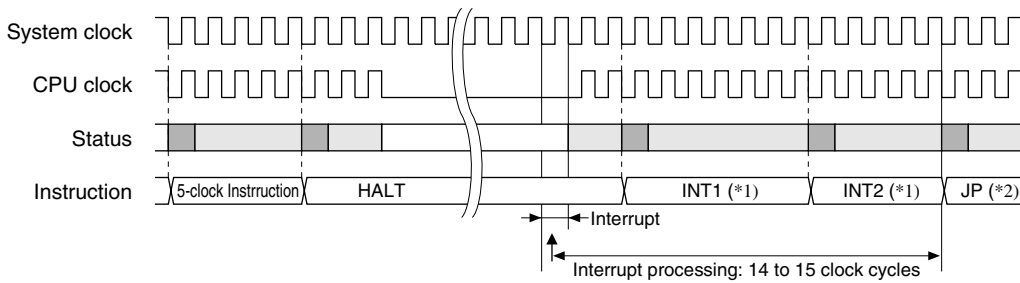 System clock
CPU clock
Status
Instruction
5-clock Instrruction
HALT
INT1 (*1)
INT2 (*1)
JP (*2)
Interrupt
Interrupt processing: 14 to 15 clock cycles